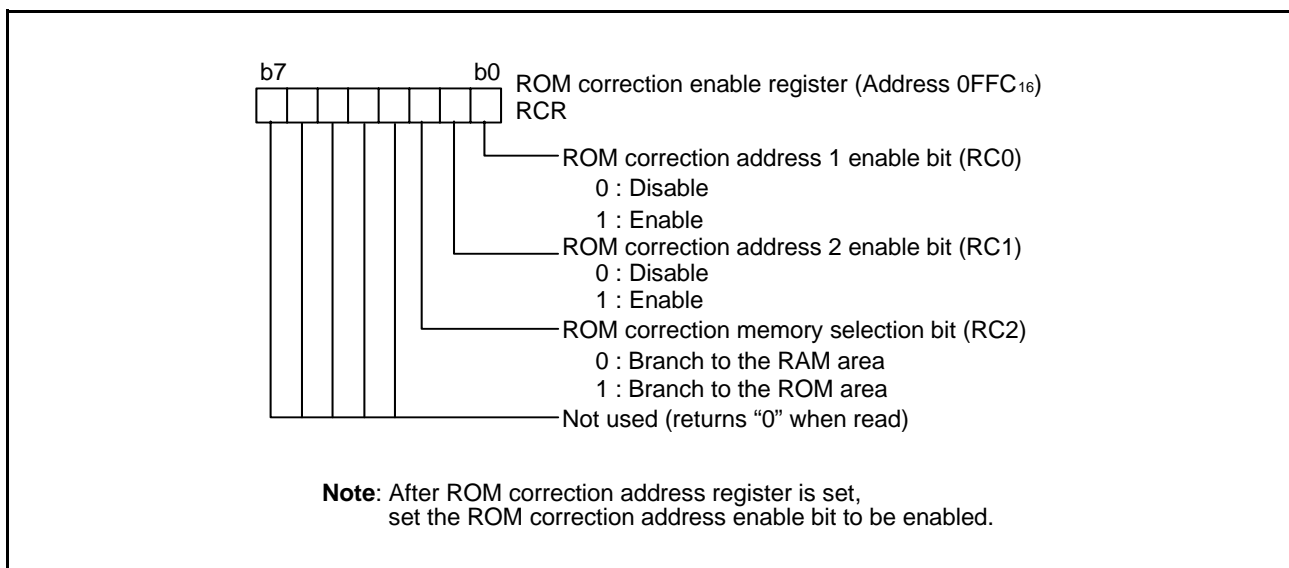 b7 b0
ROM correction enable register (Address 0FFC₁₆)
RCR
ROM correction address 1 enable bit (RC0)
0 : Disable
1 : Enable
ROM correction address 2 enable bit (RC1)
0 : Disable
1 : Enable
ROM correction memory selection bit (RC2)
0 : Branch to the RAM area
1 : Branch to the ROM area
Not used (returns “0” when read)
Note: After ROM correction address register is set,
set the ROM correction address enable bit to be enabled.